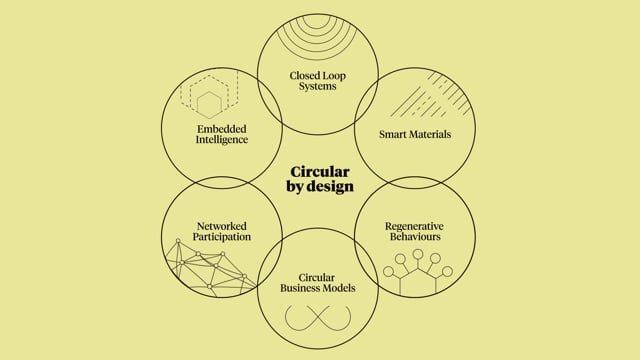 Closed Loop
Systems
Embedded
Intelligence
Smart Materials
Circular
by design
Networked
Participation
Regenerative
Behaviours
Circular
Business Models